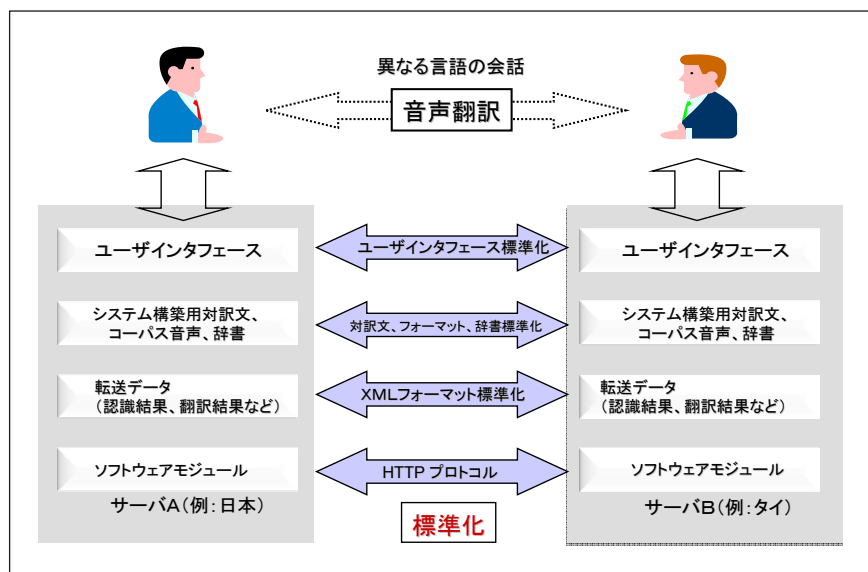 異なる言語の会話
音声翻訳
ユーザインタフェース
ユーザインタフェース標準化
ユーザインタフェース
システム構築用対訳文、
コーパス音声、辞書
対訳文、フォーマット、辞書標準化
システム構築用対訳文、
コーパス音声、辞書
転送データ
(認識結果、翻訳結果など)
XMLフォーマット標準化
転送データ
(認識結果、翻訳結果など)
ソフトウェアモジュール
HTTP プロトコル
ソフトウェアモジュール
サーバA(例:日本)
標準化
サーバB(例:タイ)